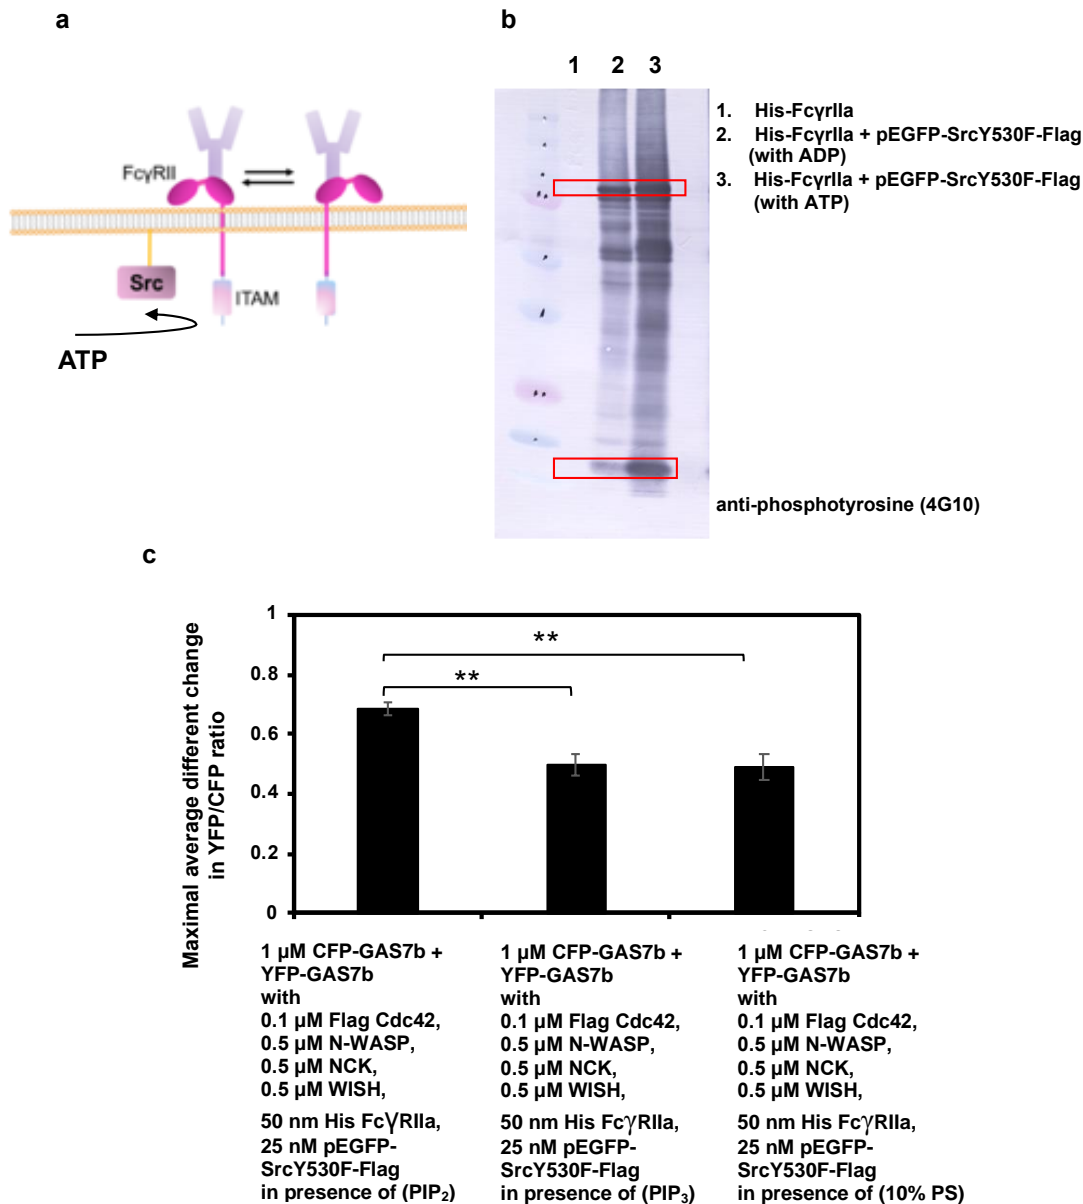 a
FcγRII
Src
ITAM
ATP
b
1 2 3
1. His-FcγrIIa
2. His-FcγrIIa + pEGFP-SrcY530F-Flag
(with ADP)
3. His-FcγrIIa + pEGFP-SrcY530F-Flag
(with ATP)
anti-phosphotyrosine (4G10)
c
Maximal average different change
in YFP/CFP ratio
1
0.8
0.6
0.4
0.2
0
**
**
1 µM CFP-GAS7b +
YFP-GAS7b
with
0.1 µM Flag Cdc42,
0.5 µM N-WASP,
0.5 µM NCK,
0.5 µM WISH,
50 nm His FcγRIIa,
25 nM pEGFP-
SrcY530F-Flag
in presence of (PIP₂)
1 µM CFP-GAS7b +
YFP-GAS7b
with
0.1 µM Flag Cdc42,
0.5 µM N-WASP,
0.5 µM NCK,
0.5 µM WISH,
50 nm His FcγRIIa,
25 nM pEGFP-
SrcY530F-Flag
in presence of (PIP₃)
1 µM CFP-GAS7b +
YFP-GAS7b
with
0.1 µM Flag Cdc42,
0.5 µM N-WASP,
0.5 µM NCK,
0.5 µM WISH,
50 nm His FcγRIIa,
25 nM pEGFP-
SrcY530F-Flag
in presence of (10% PS)